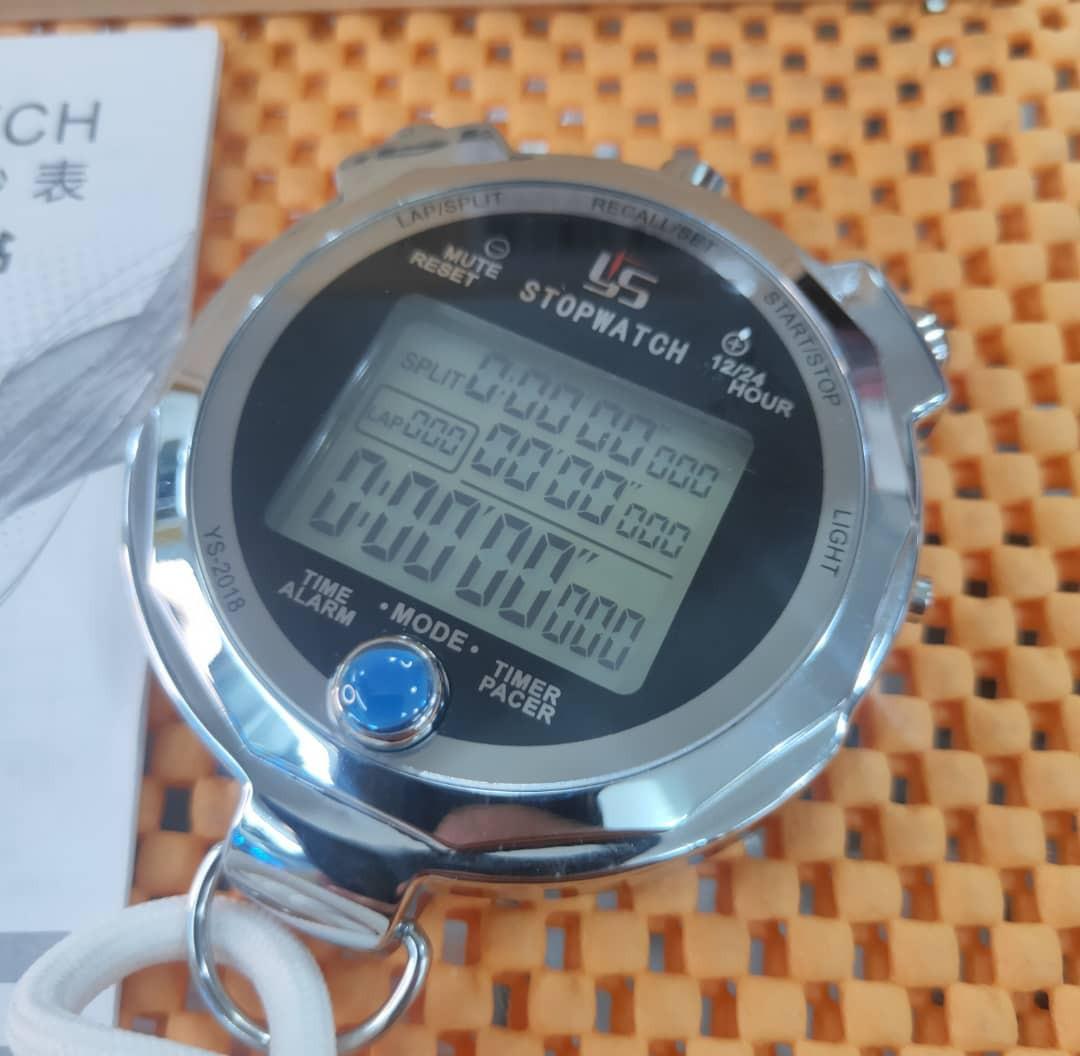 TCH
表
LAP/SPLIT
RECALL/SET
START/STOP
LIGHT
YS-2018
MUTE
RESET
YS
STOPWATCH
12/24
HOUR
SPLIT 0:00'00"000
LAP 000 00'00"000
0:00'00"000
TIME
ALARM
·MODE·
TIMER
PACER